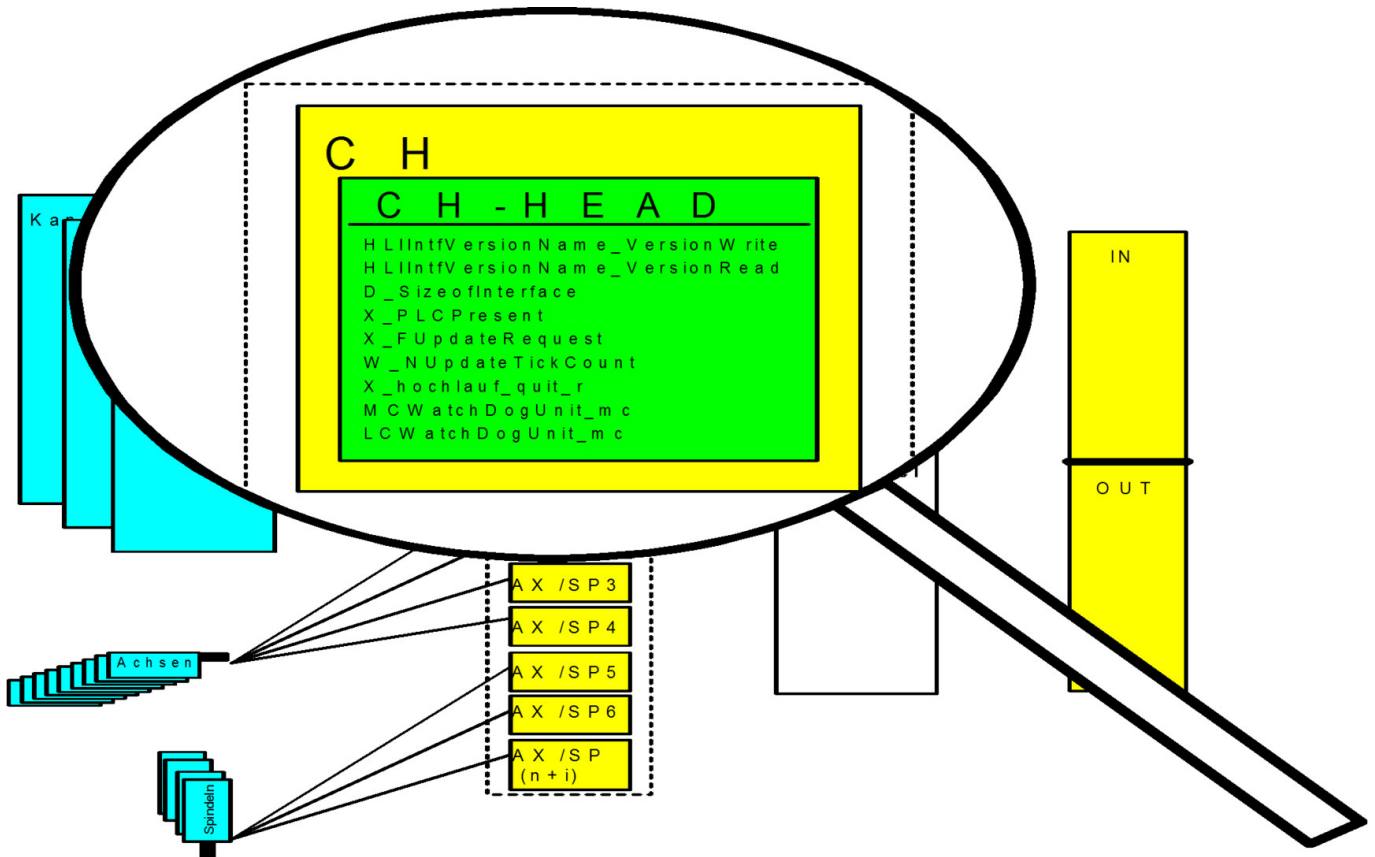 C H
CH-HEAD
HLIIntfVersionName_VersionWrite
HLIIntfVersionName_VersionRead
D_SizeofInterface
X_PLCPresent
X_FUpdateRequest
W_NUpdateTickCount
X_hochlauf_quit_r
MCWatchDogUnit_mc
LCWatchDogUnit_mc
IN
OUT
AX /SP3
AX /SP4
AX /SP5
AX /SP6
AX /SP
(n+i)
Achsen
Spindeln